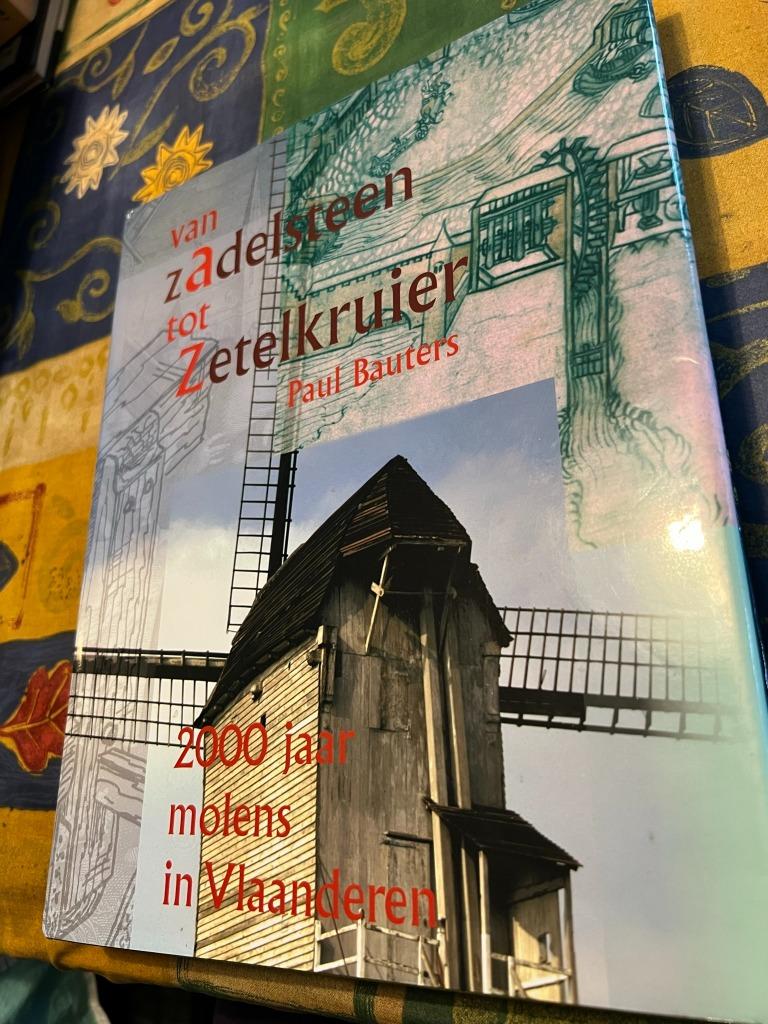 van
zadelsteen
tot
Zetelkruier
Paul Bauters
2000 jaar
molens
in Vlaanderen